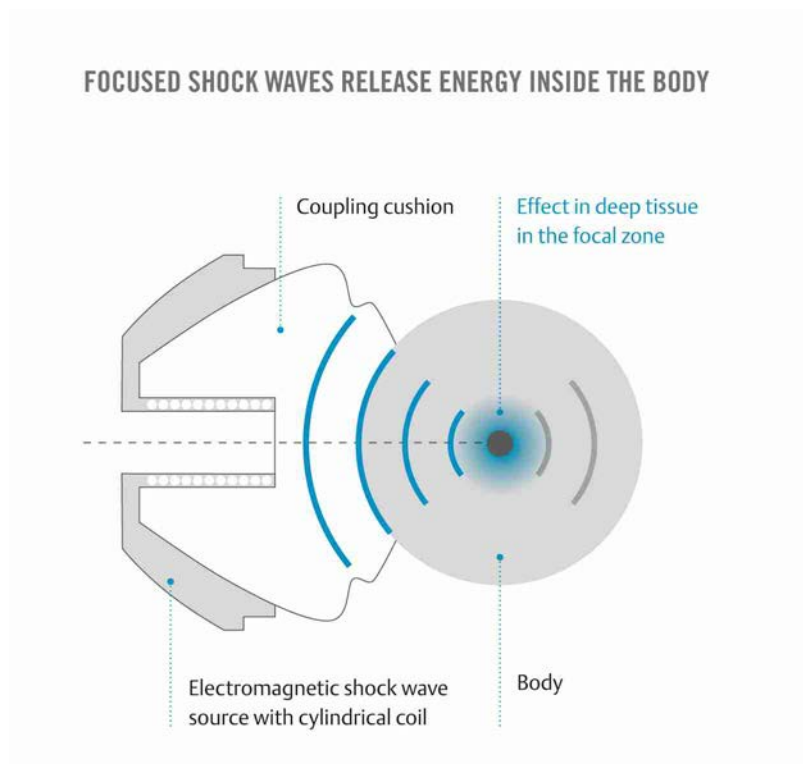 FOCUSED SHOCK WAVES RELEASE ENERGY INSIDE THE BODY
Coupling cushion
Effect in deep tissue
in the focal zone
Electromagnetic shock wave
source with cylindrical coil
Body